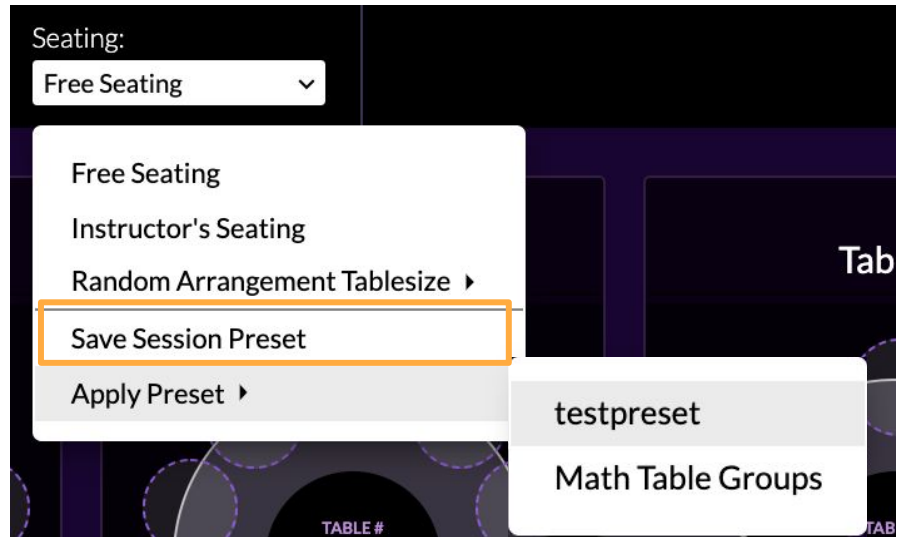 Seating:
Free Seating
Free Seating
Instructor's Seating
Random Arrangement Tablesize
Save Session Preset
Apply Preset
testpreset
Math Table Groups
Tab
TABLE #
TAB